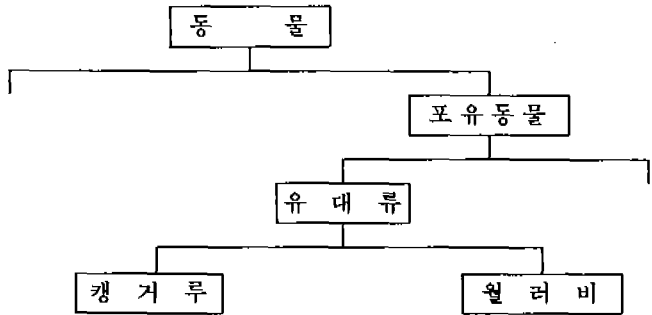 동 물
포유동물
유 대 류
캥 거 루
월 러 비